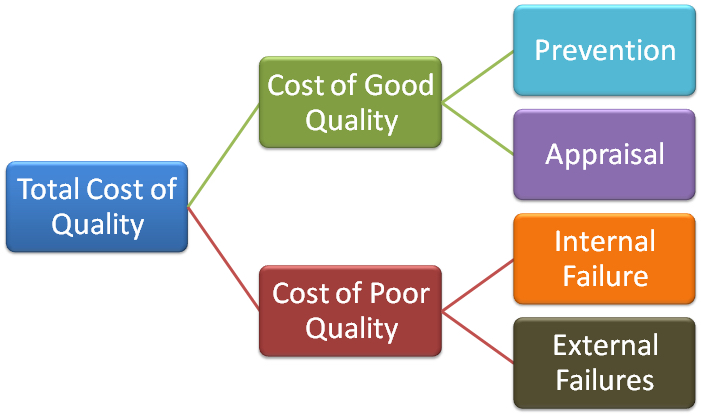 Total Cost of
Quality
Cost of Good
Quality
Prevention
Appraisal
Cost of Poor
Quality
Internal
Failure
External
Failures